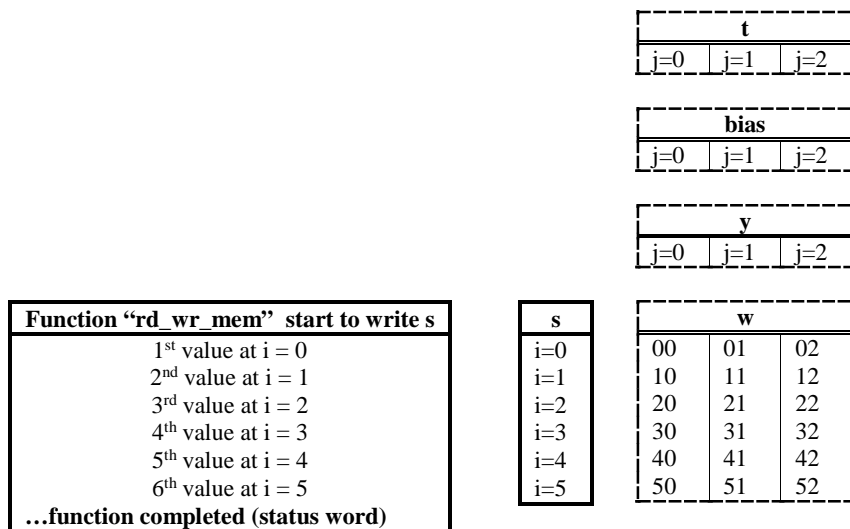 t
j=0 j=1 j=2
bias
j=0 j=1 j=2
y
j=0 j=1 j=2
Function “rd_wr_mem” start to write s
1st value at i = 0
2nd value at i = 1
3rd value at i = 2
4th value at i = 3
5th value at i = 4
6th value at i = 5
…function completed (status word)
s
i=0
i=1
i=2
i=3
i=4
i=5
w
00 01 02
10 11 12
20 21 22
30 31 32
40 41 42
50 51 52